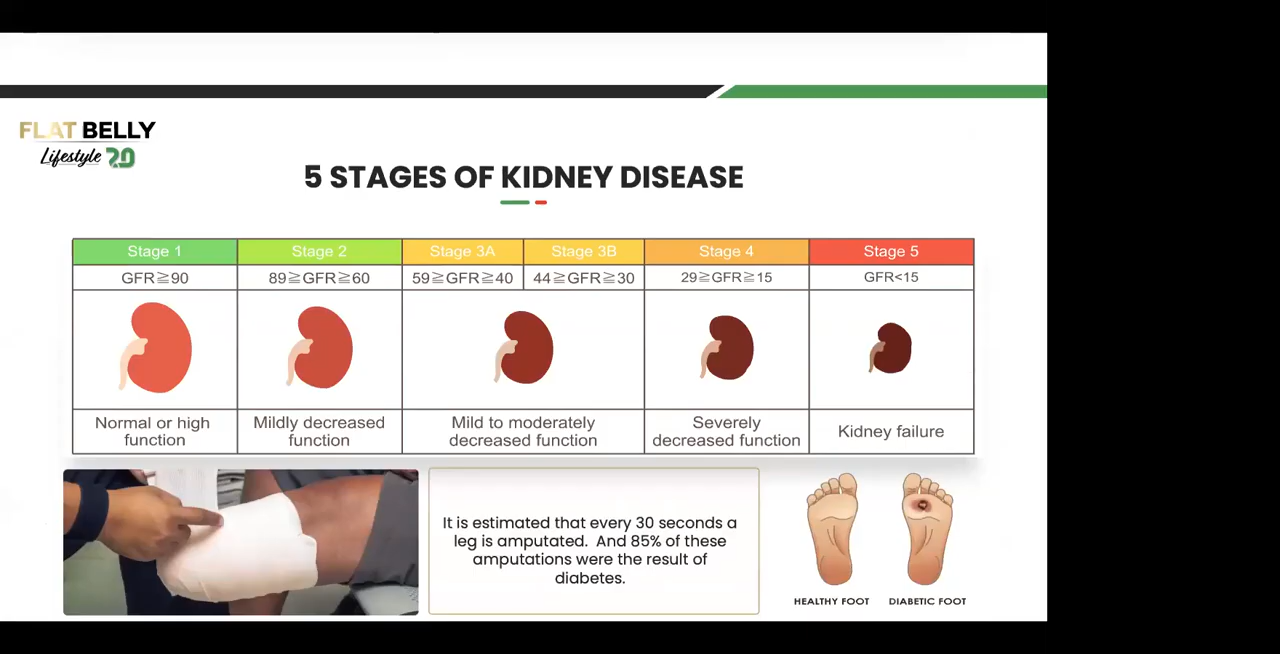 FLAT BELLY
Lifestyle 2.0
5 STAGES OF KIDNEY DISEASE
Stage 1
Stage 2
Stage 3A
Stage 3B
Stage 4
Stage 5
GFR≧90
89≧GFR≧60
59≧GFR≧40
44≧GFR≧30
29≧GFR≧15
GFR<15
Normal or high
function
Mildly decreased
function
Mild to moderately
decreased function
Severely
decreased function
Kidney failure
It is estimated that every 30 seconds a
leg is amputated. And 85% of these
amputations were the result of
diabetes.
HEALTHY FOOT
DIABETIC FOOT